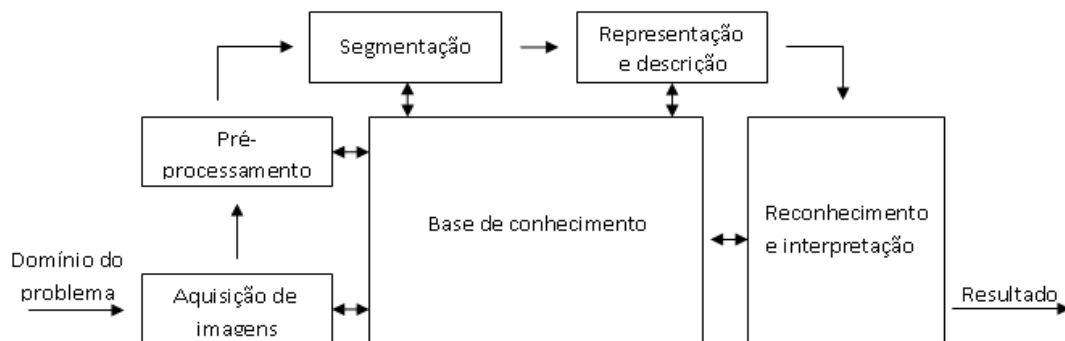 Segmentação
Representação
e descrição
Pré-
processamento
Base de conhecimento
Reconhecimento
e interpretação
Domínio do
problema
Aquisição de
imagens
Resultado